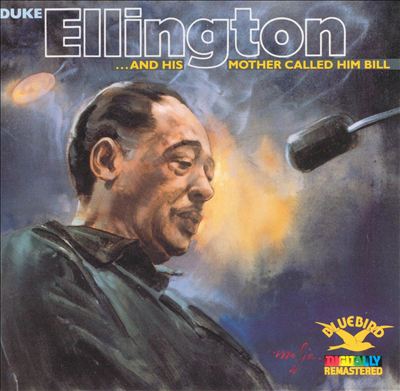 DUKE
Ellington
...AND HIS MOTHER CALLED HIM BILL
BLUEBIRD
DIGITALLY
REMASTERED